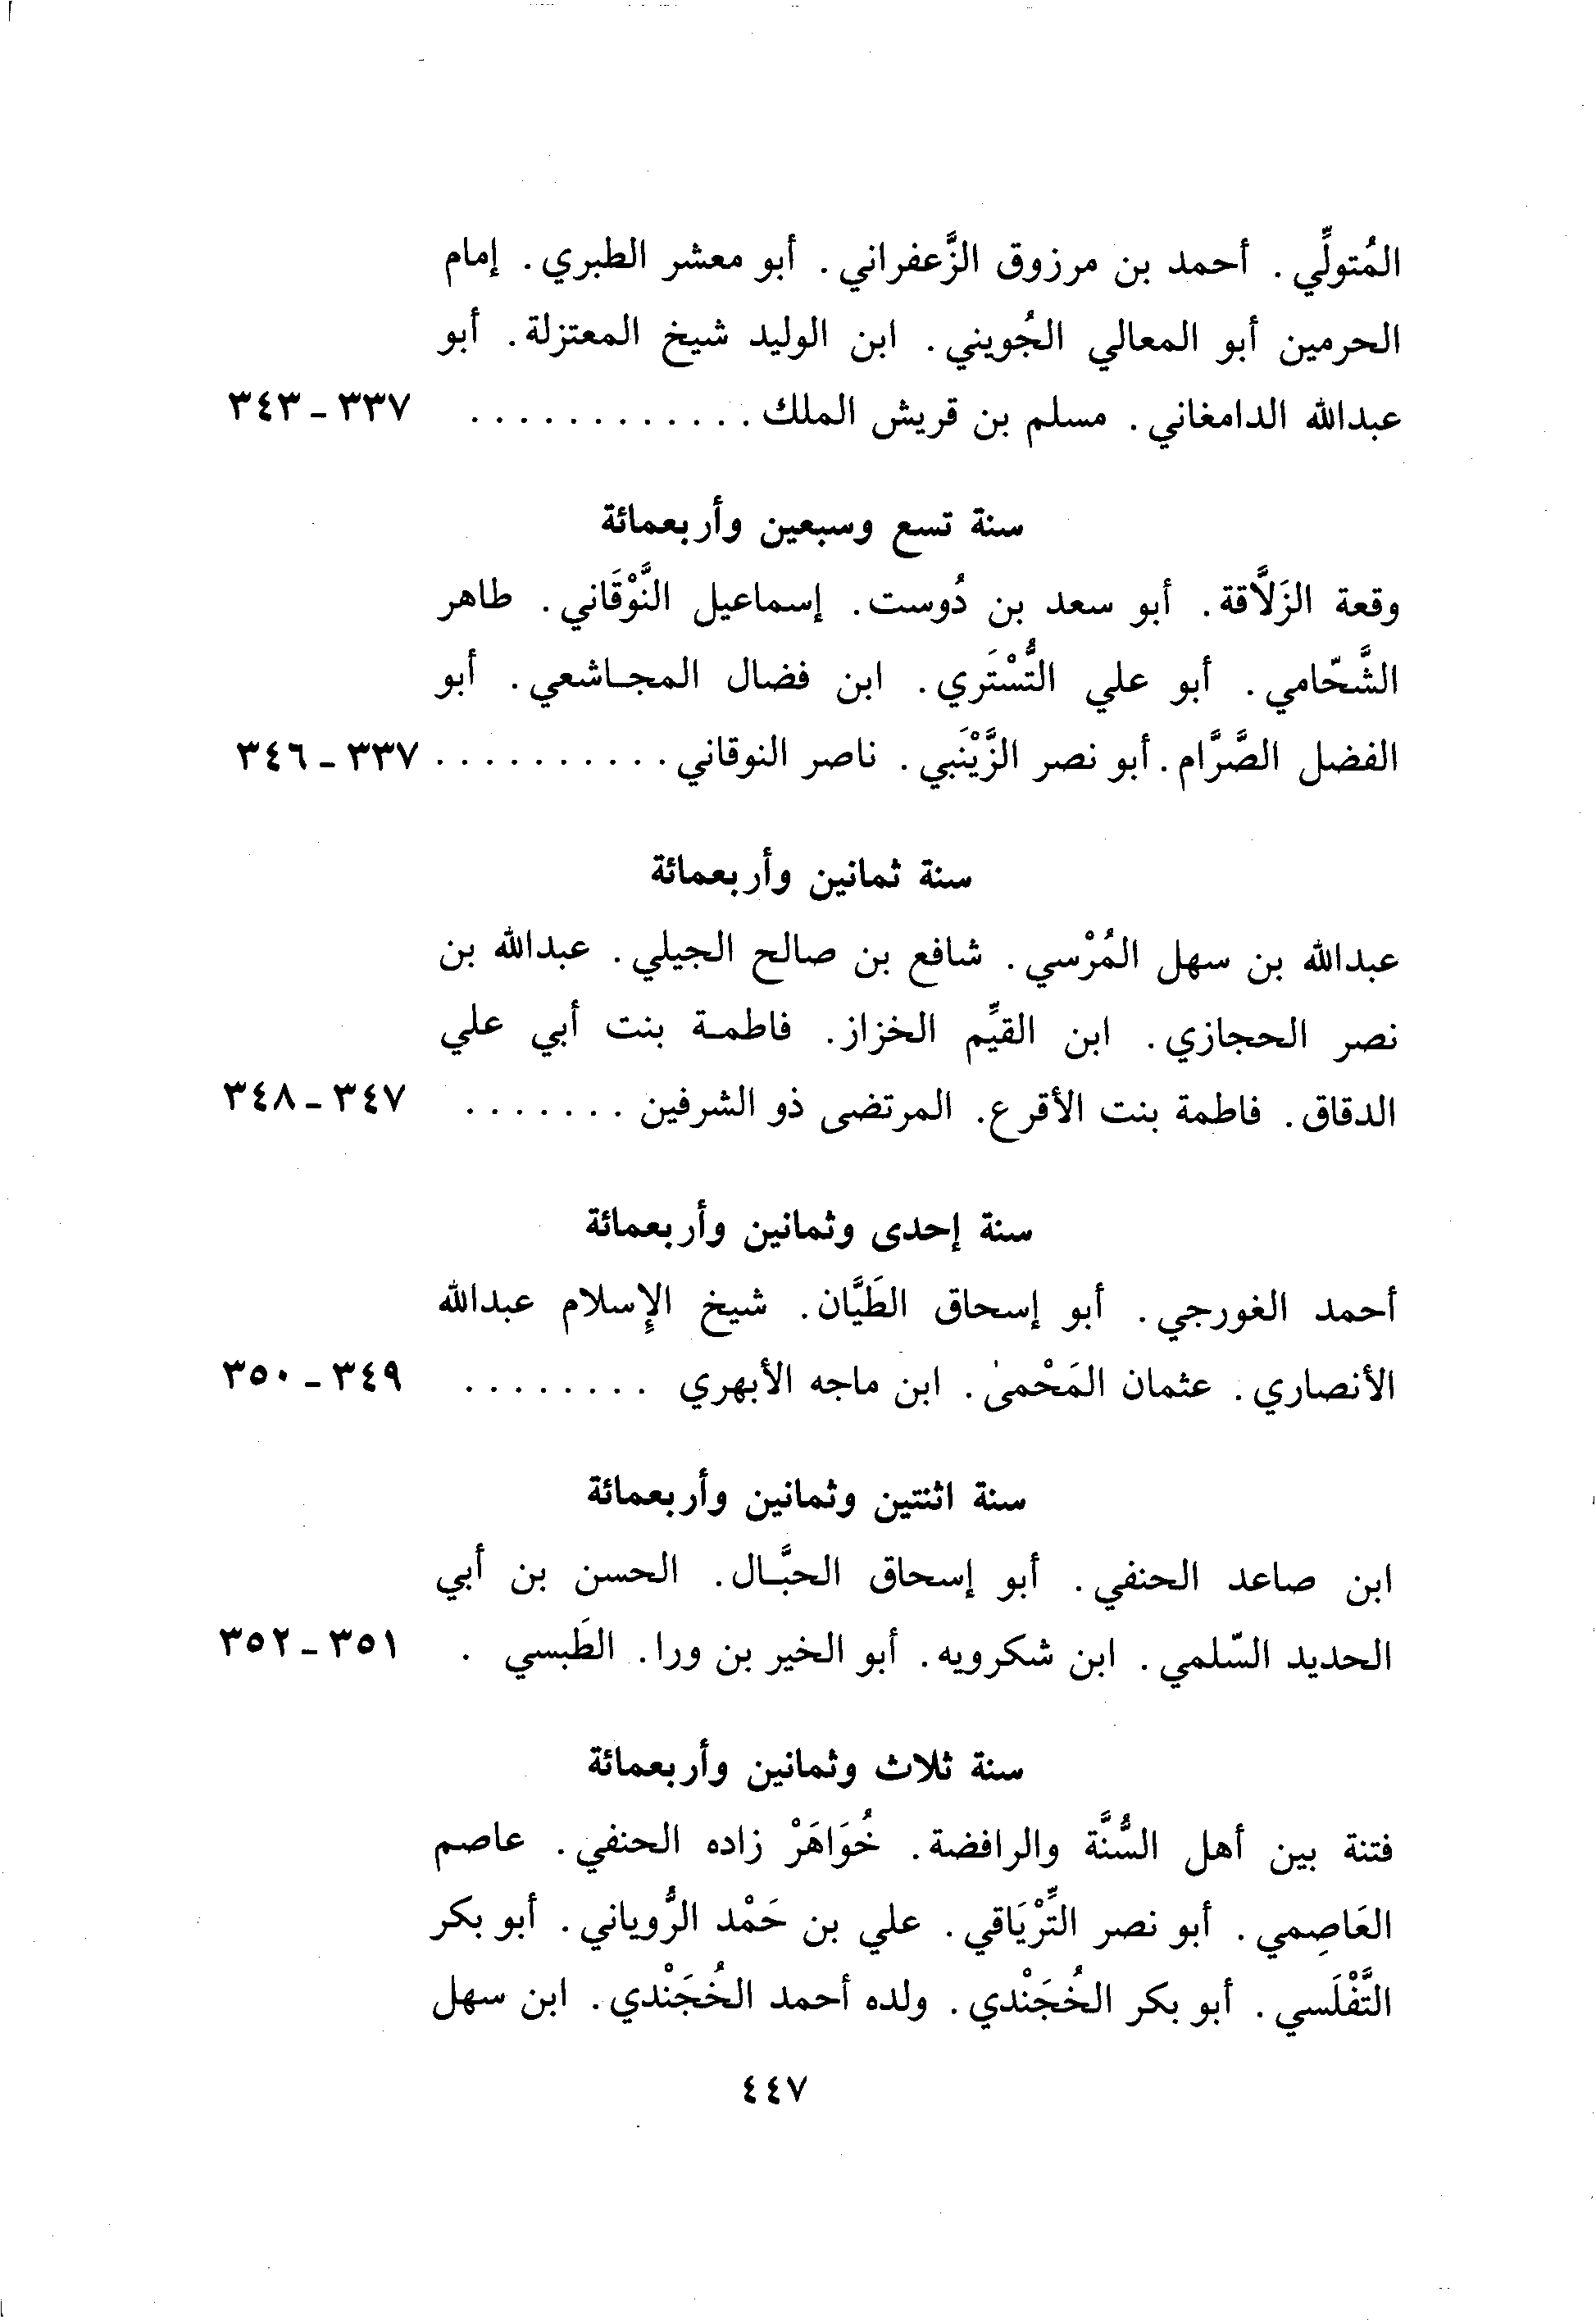 المُتولِّي. أحمد بن مرزوق الزَّعفراني. أبو معشر الطبري. إمام
الحرمين أبو المعالي الجُويني. ابن الوليد شيخ المعتزلة. أبو
عبدالله الدامغاني. مسلم بن قريش الملك ............ ٣٣٧ - ٣٤٣
سنة تسع وسبعين وأربعمائة
وقعة الزَلاَّقة. أبو سعد بن دُوست. إسماعيل النَّوْقَاني. طاهر
الشَّحّامي. أبو علي التُّسْتَري. ابن فضال المجـاشعي. أبو
الفضل الصَّرَّام. أبو نصر الزَّيْنَبي. ناصر النوقاني .......... ٣٣٧ - ٣٤٦
سنة ثمانين وأربعمائة
عبدالله بن سهل المُرْسي. شافع بن صالح الجيلي. عبدالله بن
نصر الحجازي. ابن القيِّم الخزاز. فاطمـة بنت أبي علي
الدقاق. فاطمة بنت الأقرع. المرتضى ذو الشرفين ....... ٣٤٧ - ٣٤٨
سنة إحدى وثمانين وأربعمائة
أحمد الغورجي. أبو إسحاق الطَيَّان. شيخ الإِسلام عبدالله
الأنصاري. عثمان المَحْمىٰ. ابن ماجه الأبهري ........ ٣٤٩ - ٣٥٠
سنة اثنتين وثمانين وأربعمائة
ابن صاعد الحنفي. أبو إسحاق الحبَّـال. الحسن بن أبي
الحديد السّلمي. ابن شكرويه. أبو الخير بن ورا. الطَبسي . ٣٥١ - ٣٥٢
سنة ثلاث وثمانين وأربعمائة
فتنة بين أهل السُّنَّة والرافضة. خُوَاهَرْ زاده الحنفي. عاصم
العَاصِمي. أبو نصر التِّرْيَاقي. علي بن حَمْد الرُّوياني. أبو بكر
التَّفْلَسي. أبو بكر الخُجَنْدي. ولده أحمد الخُجَنْدي. ابن سهل
٤٤٧